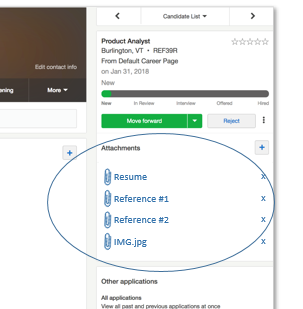 Candidate List
Product Analyst
Burlington, VT • REF39R
From Default Career Page
on Jan 31, 2018
New
Edit contact info
ening More
New In Review Interview Offered Hired
Move forward Reject
+ Attachments +
Resume x
Reference #1 x
Reference #2 x
IMG.jpg x
Other applications
All applications
View all past and previous applications at once